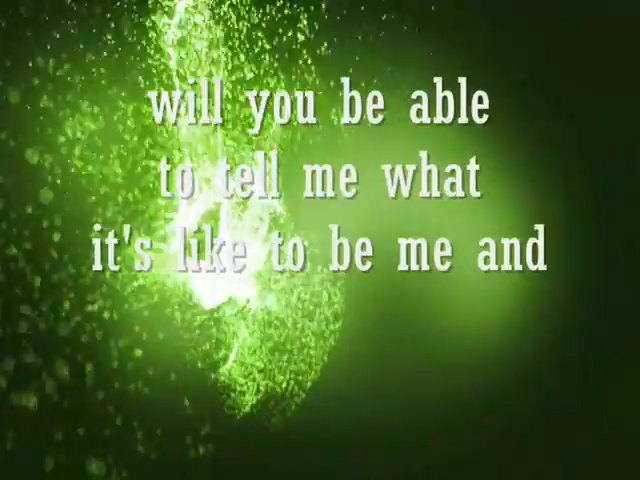 will you be able
to tell me what
it's like to be me and